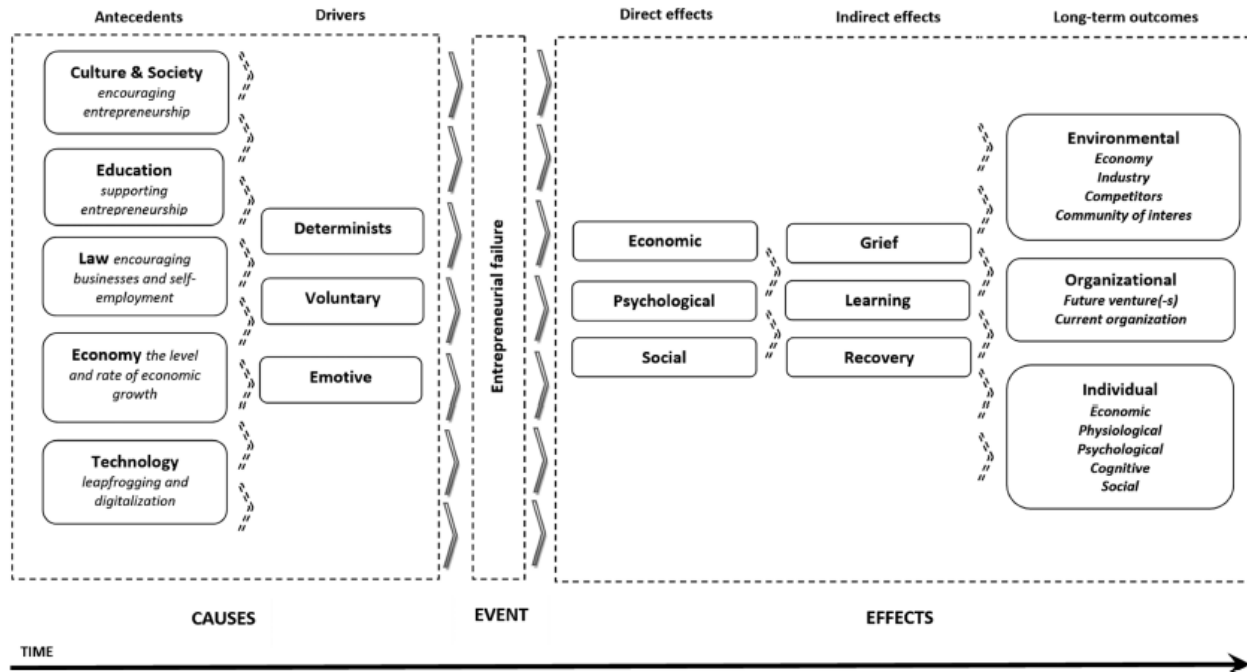 Antecedents
Drivers
Direct effects
Indirect effects
Long-term outcomes
Culture & Society
encouraging
entrepreneurship
Education
supporting
entrepreneurship
Law encouraging
businesses and self-
employment
Economy the level
and rate of economic
growth
Technology
leapfrogging and
digitalization
Determinists
Voluntary
Emotive
Entrepreneurial failure
Economic
Psychological
Social
Grief
Learning
Recovery
Environmental
Economy
Industry
Competitors
Community of interes
Organizational
Future venture(-s)
Current organization
Individual
Economic
Physiological
Psychological
Cognitive
Social
CAUSES
EVENT
EFFECTS
TIME